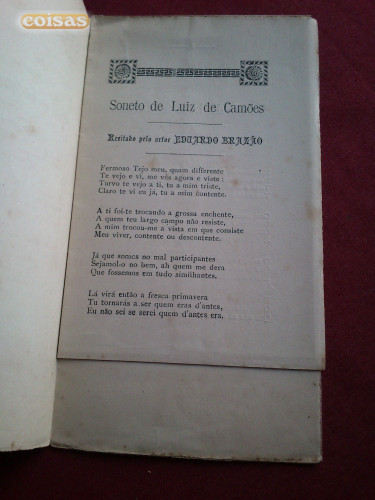 coisas
Soneto de Luiz de Camões
Recitado pelo actor EDUARDO BRAZÃO
Fermoso Tejo meu, quam differente
Te vejo e vi, me vês agora e viste:
Turvo te vejo a ti, tu a mim triste,
Claro te vi eu já, tu a mim contente.
A ti foi-te trocando a grossa enchente,
A quem teu largo campo não resiste,
A mim trocou-me a vista em que consiste
Meu viver, contente ou descontente.
Já que somos no mal participantes
Sejamol-o no bem, ah quem me dera
Que fossemos em tudo similhantes.
Lá virá então a fresca primavera
Tu tornarás a ser quem eras d'antes,
Eu não sei se serei quem d'antes era.